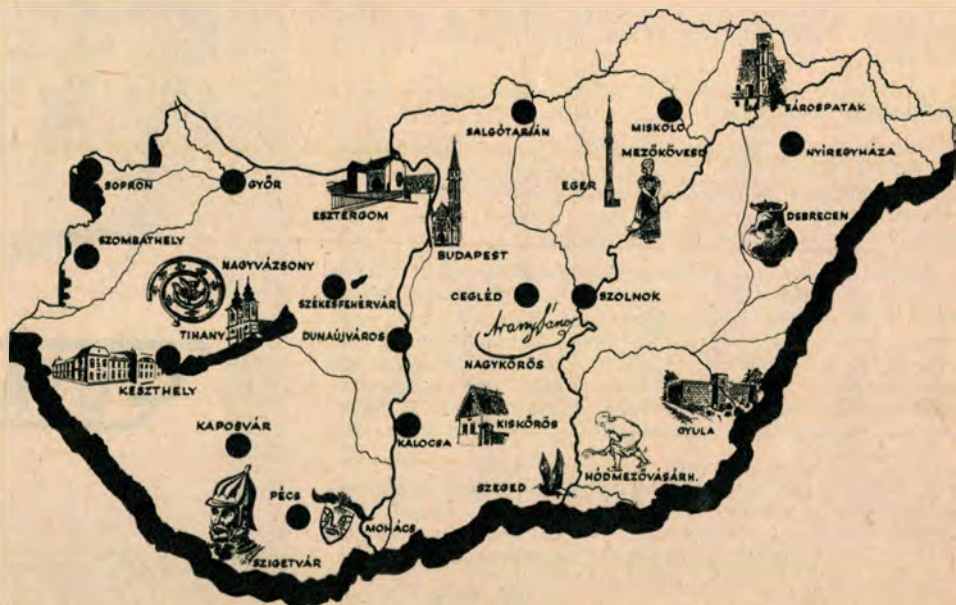 SÁROSPATAK
SALGÓTARJÁN
MISKOLC
MEZŐKÖVESD
NYÍREGYHÁZA
SOPRON
GYŐR
ESZTERGOM
EGER
DEBRECEN
SZOMBATHELY
BUDAPEST
NAGYVÁZSONY
SZÉKESFEHÉRVÁR
CEGLÉD
SZOLNOK
TIHANY
DUNAÚJVÁROS
Arany János
NAGYKŐRÖS
KESZTHELY
KAPOSVÁR
KALOCSA
KISKŐRÖS
GYULA
HÓDMEZŐVÁSÁRH.
SZEGED
PÉCS
MOHÁCS
SZIGETVÁR